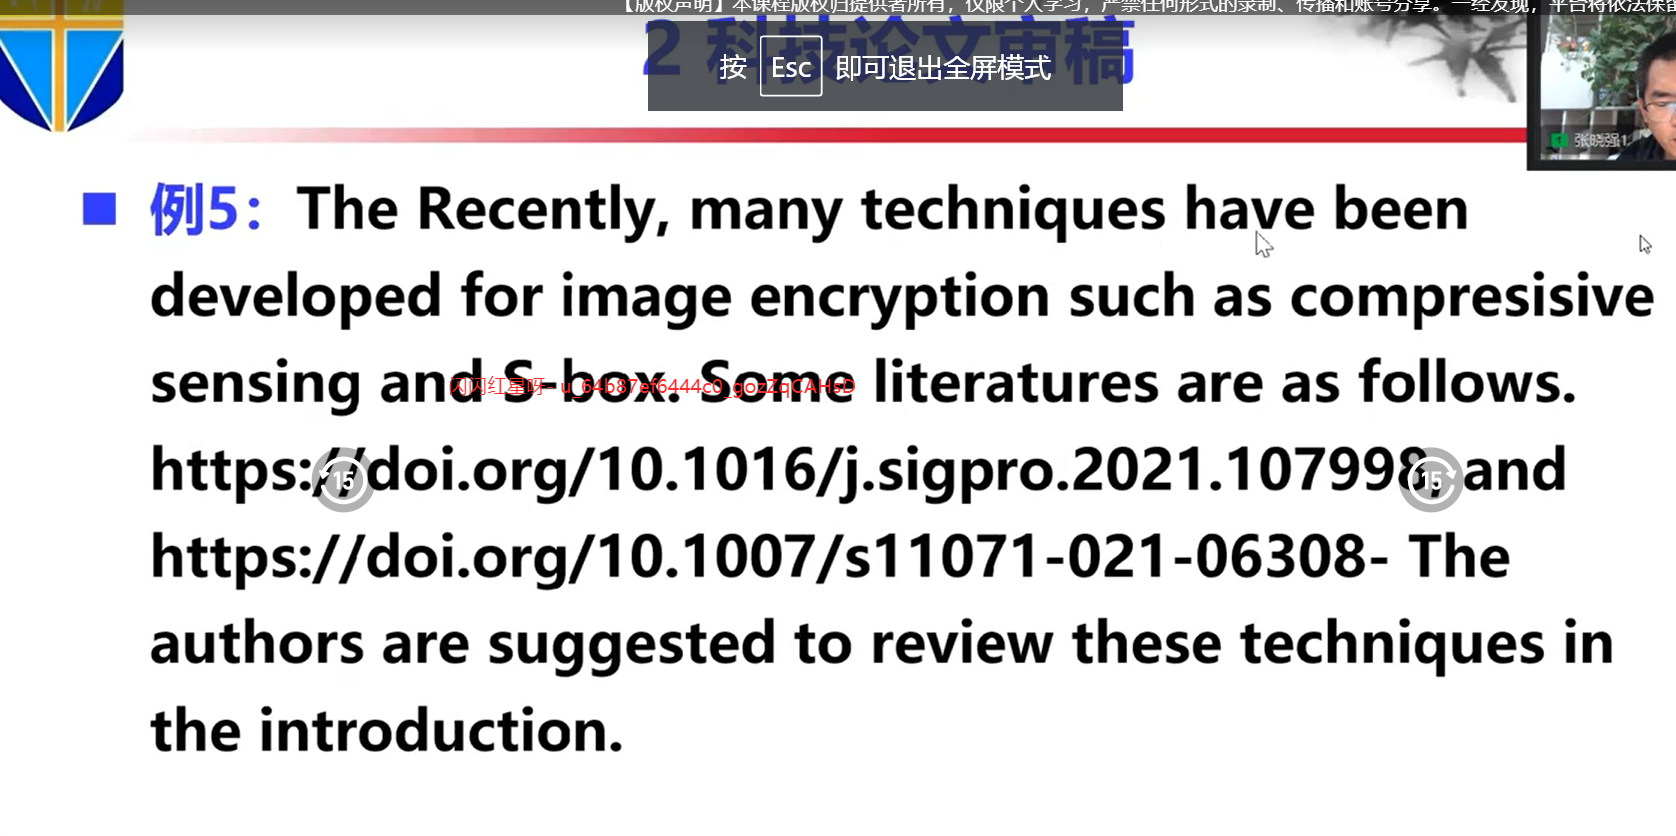 【版权声明】本课程版权归提供者所有，仅限个人学习，严禁任何形式的录制、传播和账号分享。一经发现，平台将依法保留
2 科技论文审稿
按 Esc 即可退出全屏模式
张晓强1
例5：The Recently, many techniques have been
developed for image encryption such as compresisive
sensing and S-box. Some literatures are as follows.
闪闪红星呀- u_64b87ef6444c0_gozZqCAHsD
https://doi.org/10.1016/j.sigpro.2021.107998, and
15
15
https://doi.org/10.1007/s11071-021-06308- The
authors are suggested to review these techniques in
the introduction.